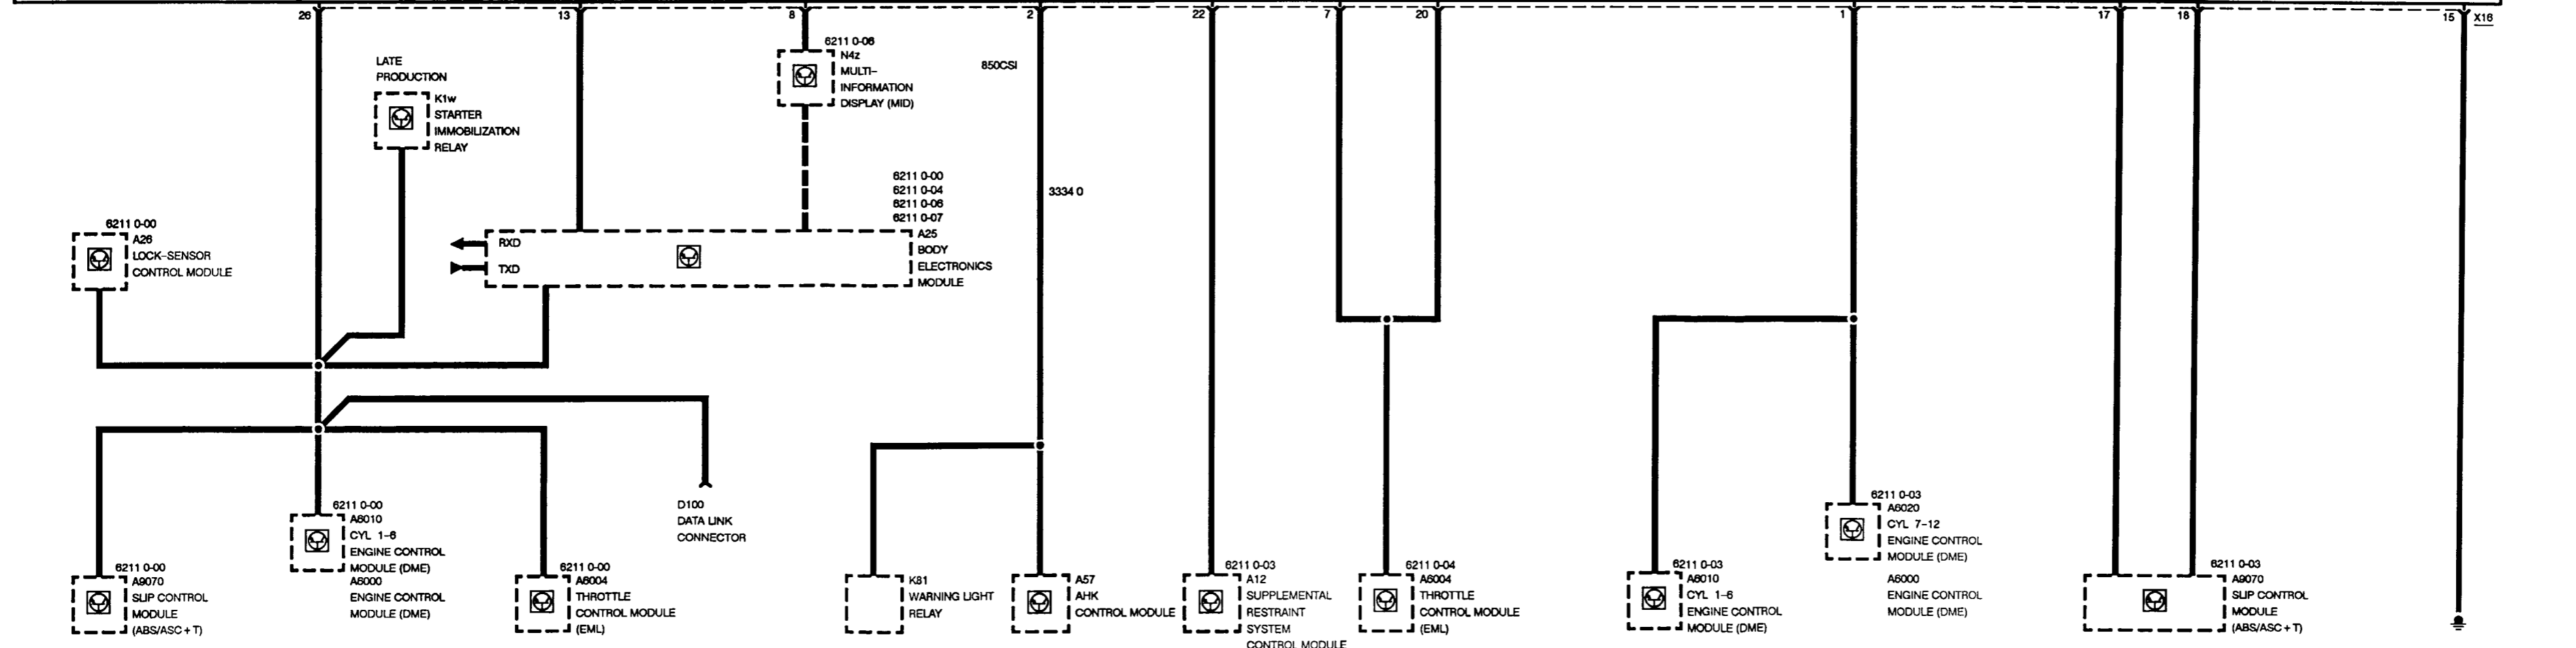 26
13
8
2
22
7
20
1
17
18
15
X16
6211 0-06
N4z
MULTI-
INFORMATION
DISPLAY (MID)
850CSI
LATE
PRODUCTION
K1w
STARTER
IMMOBILIZATION
RELAY
6211 0-00
6211 0-04
6211 0-06
6211 0-07
A25
BODY
ELECTRONICS
MODULE
RXD
TXD
3334 0
6211 0-00
A26
LOCK-SENSOR
CONTROL MODULE
6211 0-00
A9070
SLIP CONTROL
MODULE
(ABS/ASC + T)
6211 0-00
A6010
CYL 1-6
ENGINE CONTROL
MODULE (DME)
A6000
ENGINE CONTROL
MODULE (DME)
6211 0-00
A6004
THROTTLE
CONTROL MODULE
(EML)
D100
DATA LINK
CONNECTOR
K81
WARNING LIGHT
RELAY
A57
AHK
CONTROL MODULE
6211 0-03
A12
SUPPLEMENTAL
RESTRAINT
SYSTEM
CONTROL MODULE
6211 0-04
A6004
THROTTLE
CONTROL MODULE
(EML)
6211 0-03
A6010
CYL 1-6
ENGINE CONTROL
MODULE (DME)
6211 0-03
A6020
CYL 7-12
ENGINE CONTROL
MODULE (DME)
A6000
ENGINE CONTROL
MODULE (DME)
6211 0-03
A9070
SLIP CONTROL
MODULE
(ABS/ASC + T)